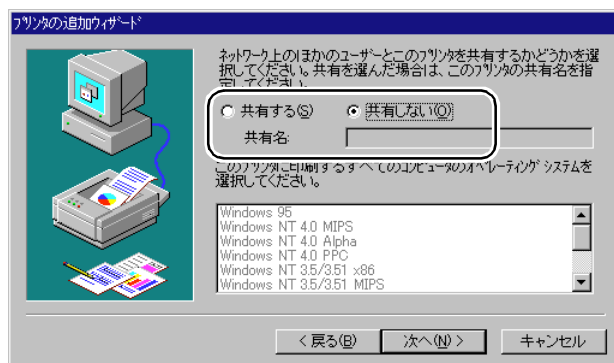 プリンタの追加ウィザード
ネットワーク上のほかのユーザーとこのプリンタを共有するかどうかを選
択してください。共有を選んだ場合は、このプリンタの共有名を指
定してください。
共有する(S) 共有しない(O)
共有名:
このプリンタに印刷するすべてのコンピュータのオペレーティング システムを
選択してください。
Windows 95
Windows NT 4.0 MIPS
Windows NT 4.0 Alpha
Windows NT 4.0 PPC
Windows NT 3.5/3.51 x86
Windows NT 3.5/3.51 MIPS
< 戻る(B) 次へ(N) > キャンセル